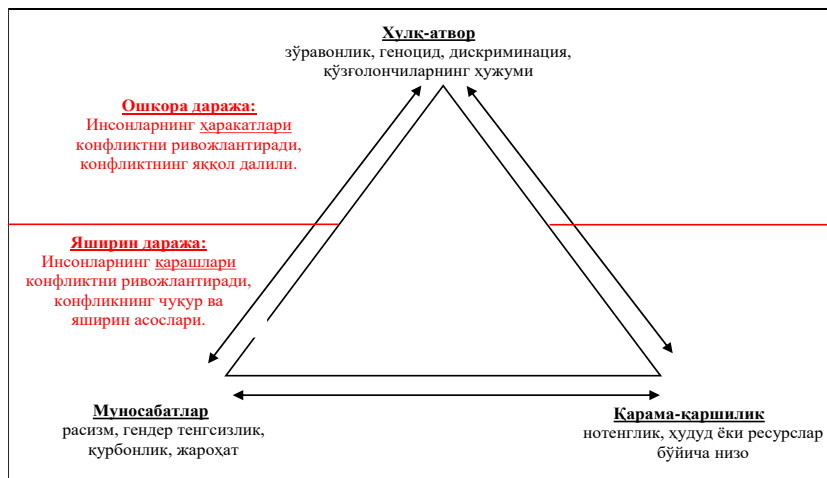 Хулқ-атвор
зўравонлик, геноцид, дискриминация,
қўзғолончиларнинг ҳужуми
Ошкора даража:
Инсонларнинг ҳаракатлари
конфликтни ривожлантиради,
конфликтнинг яққол далили.
Яширин даража:
Инсонларнинг қарашлари
конфликтни ривожлантиради,
конфликнинг чуқур ва
яширин асослари.
Муносабатлар
расизм, гендер тенгсизлик,
қурбонлик, жароҳат
Қарама-қаршилик
нотенглик, ҳудуд ёки ресурслар
бўйича низо